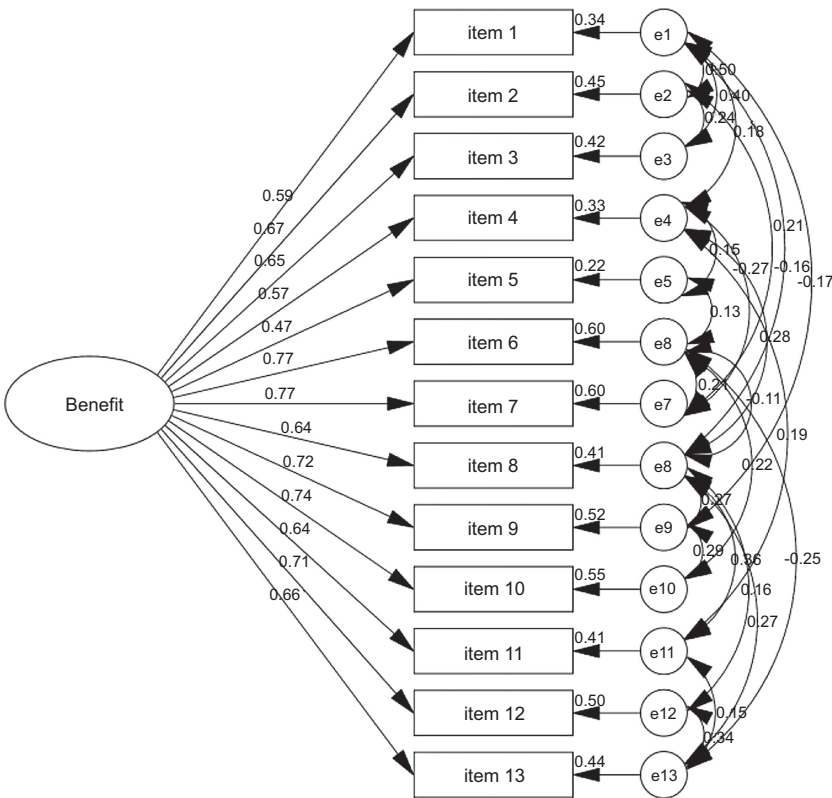 0.34
item 1
e1
0.50
0.45
item 2
e2
0.40
0.24
0.18
0.42
item 3
e3
0.59
0.33
item 4
e4
0.67
0.21
0.15
0.65
-0.27
-0.16
-0.17
0.22
item 5
e5
0.57
0.13
0.47
0.60
item 6
e8
0.28
0.77
0.21
0.77
0.60
item 7
e7
-0.11
Benefit
0.64
0.19
0.41
item 8
e8
0.72
0.22
0.74
0.27
0.52
item 9
e9
0.64
0.29
0.36
-0.25
0.71
0.55
item 10
e10
0.16
0.66
0.27
0.41
item 11
e11
0.50
item 12
e12
0.15
0.34
0.44
item 13
e13